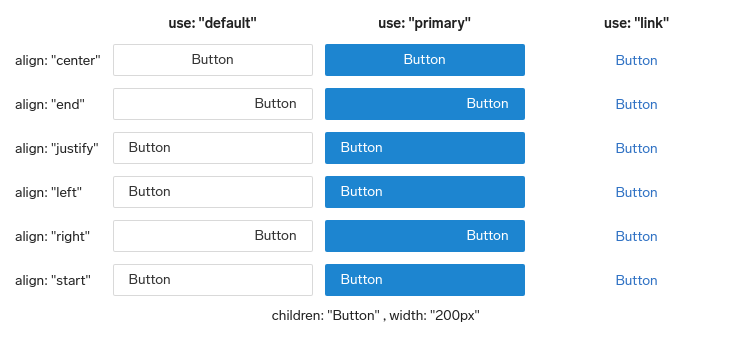 use: "default" use: "primary" use: "link"
align: "center" Button Button Button
align: "end" Button Button Button
align: "justify" Button Button Button
align: "left" Button Button Button
align: "right" Button Button Button
align: "start" Button Button Button
children: "Button" , width: "200px"